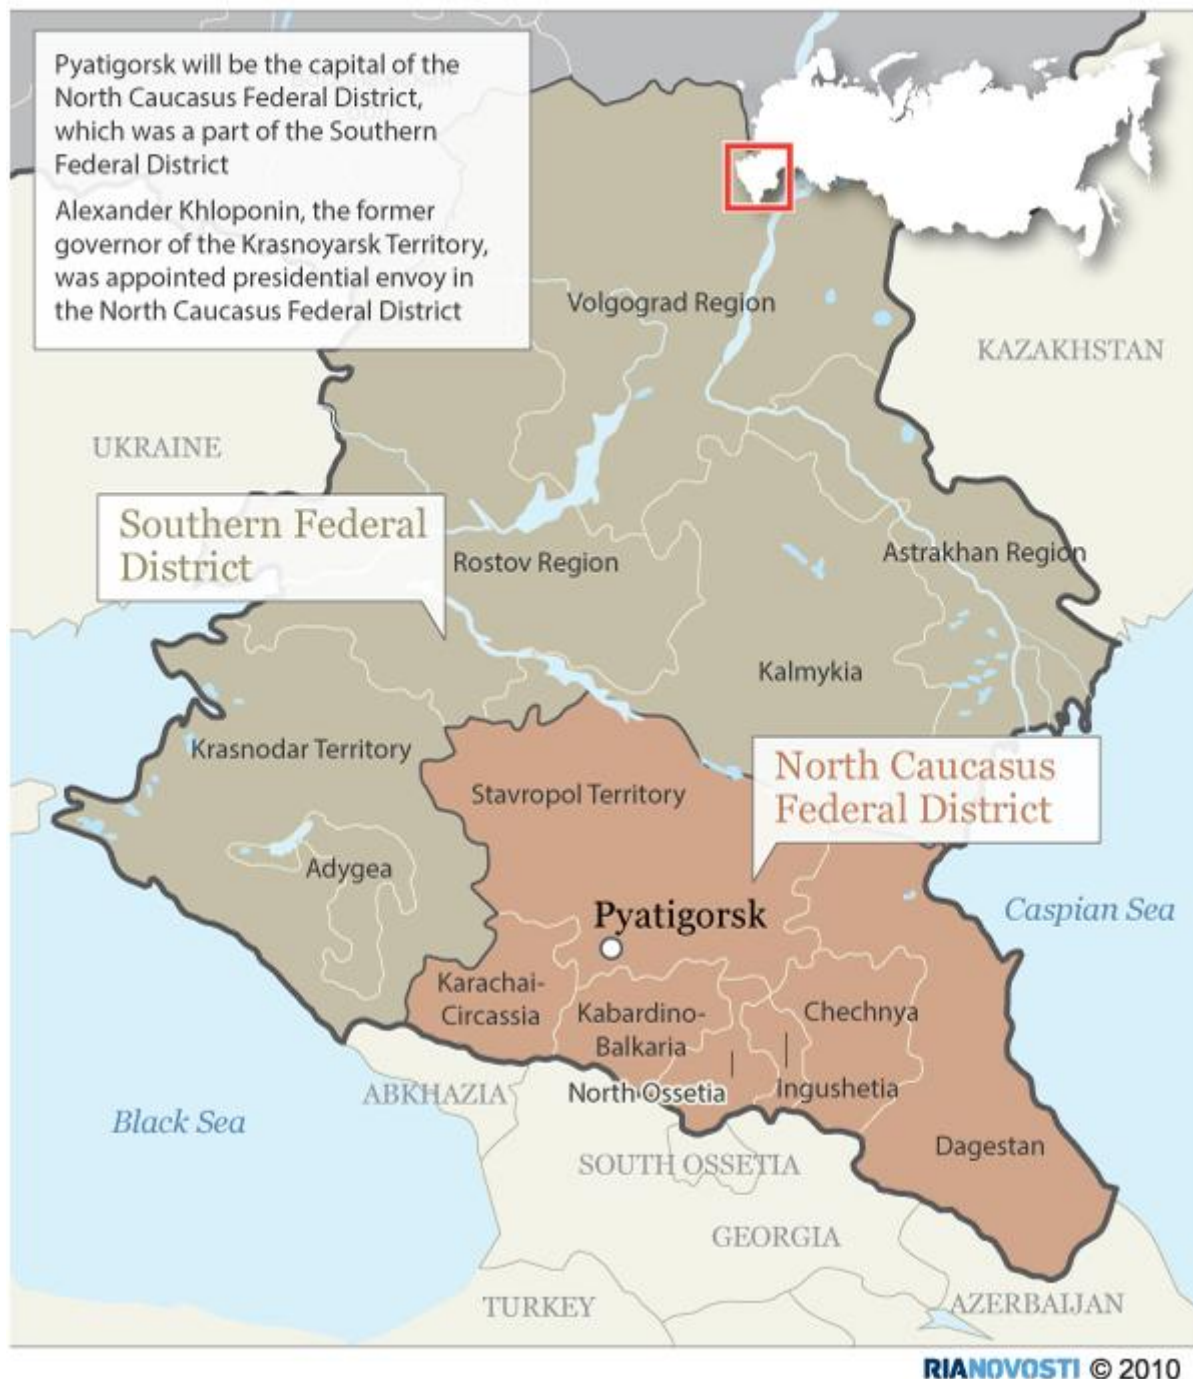 Pyatigorsk will be the capital of the
North Caucasus Federal District,
which was a part of the Southern
Federal District
Alexander Khloponin, the former
governor of the Krasnoyarsk Territory,
was appointed presidential envoy in
the North Caucasus Federal District
Volgograd Region
KAZAKHSTAN
UKRAINE
Southern Federal
District
Rostov Region
Astrakhan Region
Kalmykia
Krasnodar Territory
North Caucasus
Federal District
Stavropol Territory
Adygea
Pyatigorsk
Caspian Sea
Karachai-
Circassia
Kabardino-
Balkaria
Chechnya
North Ossetia
Ingushetia
ABKHAZIA
Black Sea
Dagestan
SOUTH OSSETIA
GEORGIA
TURKEY
AZERBAIJAN
RIANOVOSTI © 2010